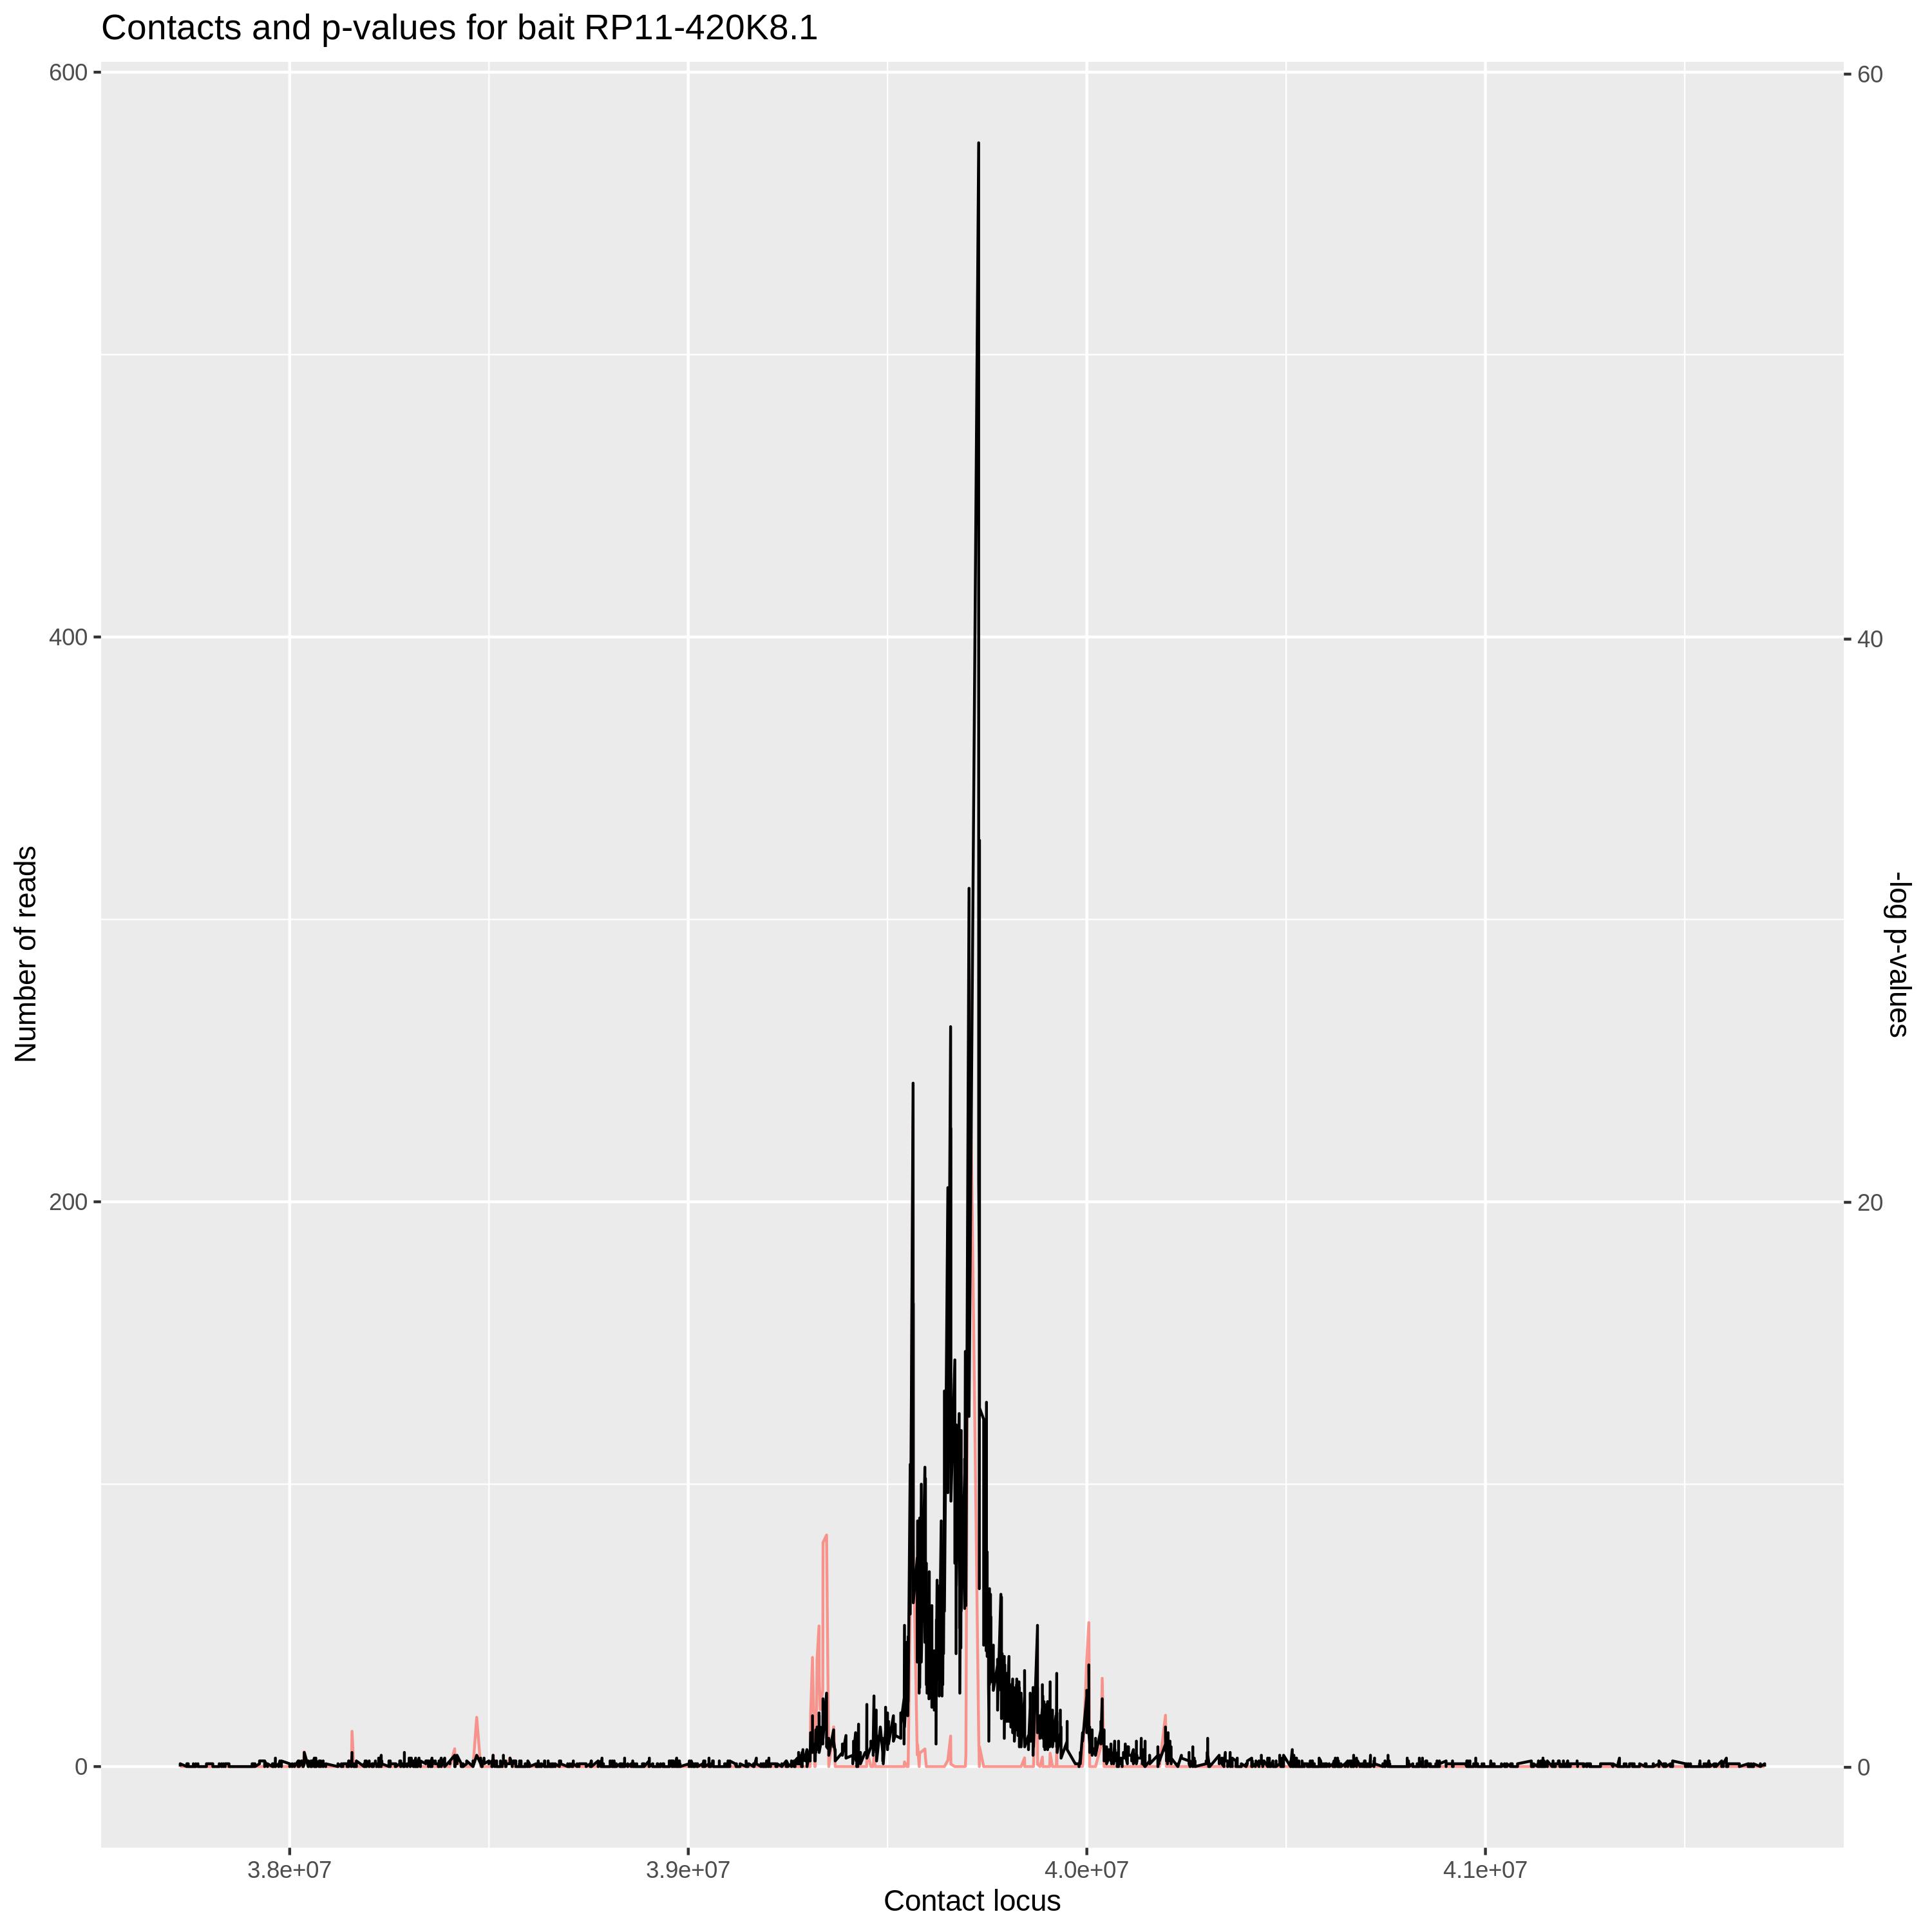 Contacts and p-values for bait RP11-420K8.1
600
400
200
0
Number of reads
60
40
20
0
-log p-values
3.8e+07
3.9e+07
4.0e+07
4.1e+07
Contact locus